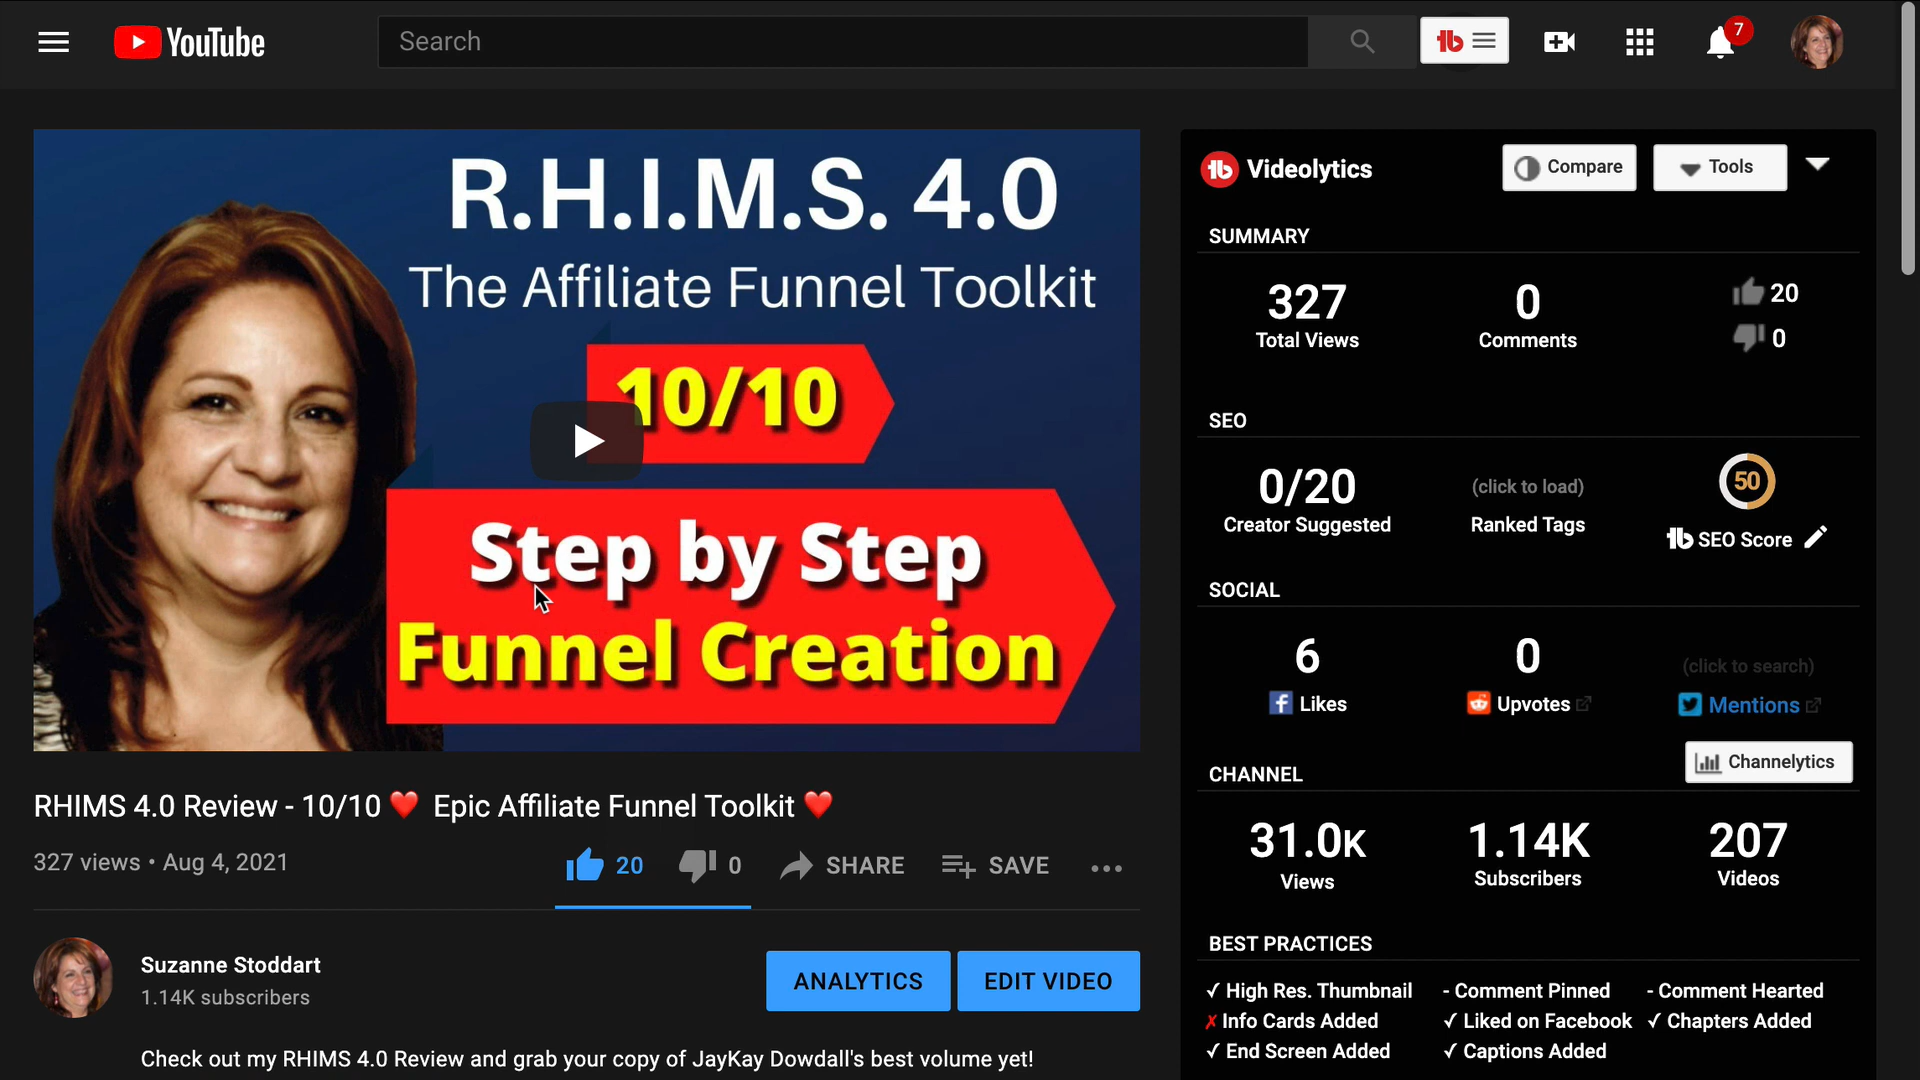 YouTube
Search
7
R.H.I.M.S. 4.0
The Affiliate Funnel Toolkit
10/10
Step by Step
Funnel Creation
RHIMS 4.0 Review - 10/10 ❤️ Epic Affiliate Funnel Toolkit ❤️
327 views • Aug 4, 2021
20
0
SHARE
SAVE
Suzanne Stoddart
1.14K subscribers
ANALYTICS
EDIT VIDEO
Check out my RHIMS 4.0 Review and grab your copy of JayKay Dowdall's best volume yet!
Videolytics
Compare
Tools
SUMMARY
327
Total Views
0
Comments
20
0
SEO
0/20
Creator Suggested
(click to load)
Ranked Tags
50
SEO Score
SOCIAL
6
Likes
0
Upvotes
(click to search)
Mentions
CHANNEL
Channelytics
31.0K
Views
1.14K
Subscribers
207
Videos
BEST PRACTICES
✓ High Res. Thumbnail - Comment Pinned - Comment Hearted
✗ Info Cards Added ✓ Liked on Facebook ✓ Chapters Added
✓ End Screen Added ✓ Captions Added